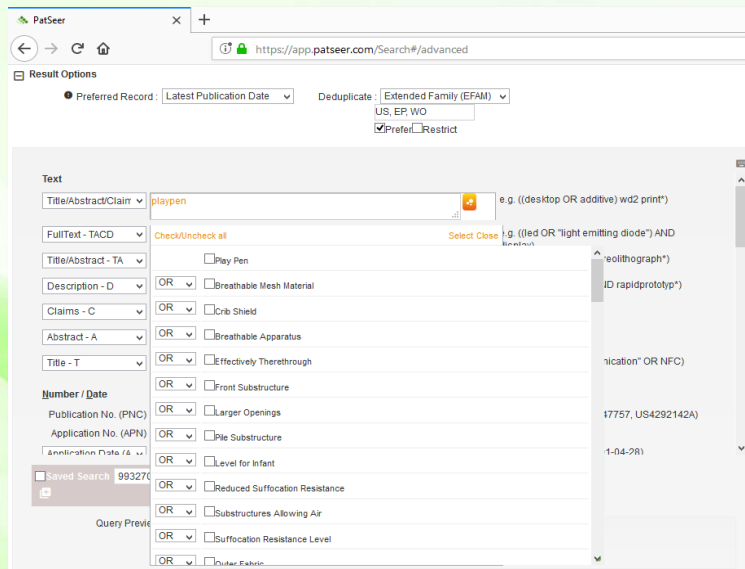 PatSeer
https://app.patseer.com/Search#/advanced
Result Options
Preferred Record : Latest Publication Date Deduplicate : Extended Family (EFAM)
US, EP, WO
Prefer Restrict
Text
Title/Abstract/Claim playpen e.g. ((desktop OR additive) wd2 print*)
FullText - TACD Check/Uncheck all Select Close e.g. ((led OR "light emitting diode") AND
display)
Title/Abstract - TA Play Pen reolithograph*)
Description - D OR Breathable Mesh Material ND rapidprototyp*)
Claims - C OR Crib Shield
Abstract - A OR Breathable Apparatus
Title - T OR Effectively Therethrough nication" OR NFC)
OR Front Substructure
Number / Date
Publication No. (PNC) OR Larger Openings 47757, US4292142A)
Application No. (APN) OR Pile Substructure
Application Date (A OR Level for Infant 1-04-28)
Saved Search 993270 OR Reduced Suffocation Resistance
OR Substructures Allowing Air
Query Previe OR Suffocation Resistance Level
OR Outer Fabric